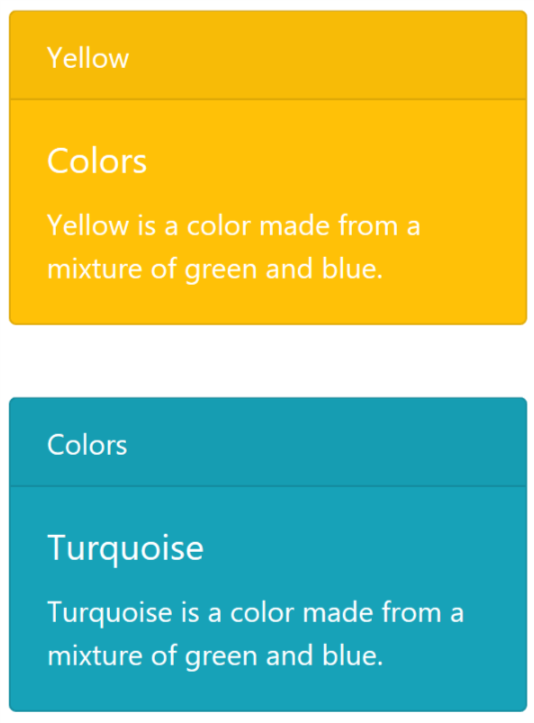 Yellow
Colors
Yellow is a color made from a
mixture of green and blue.
Colors
Turquoise
Turquoise is a color made from a
mixture of green and blue.